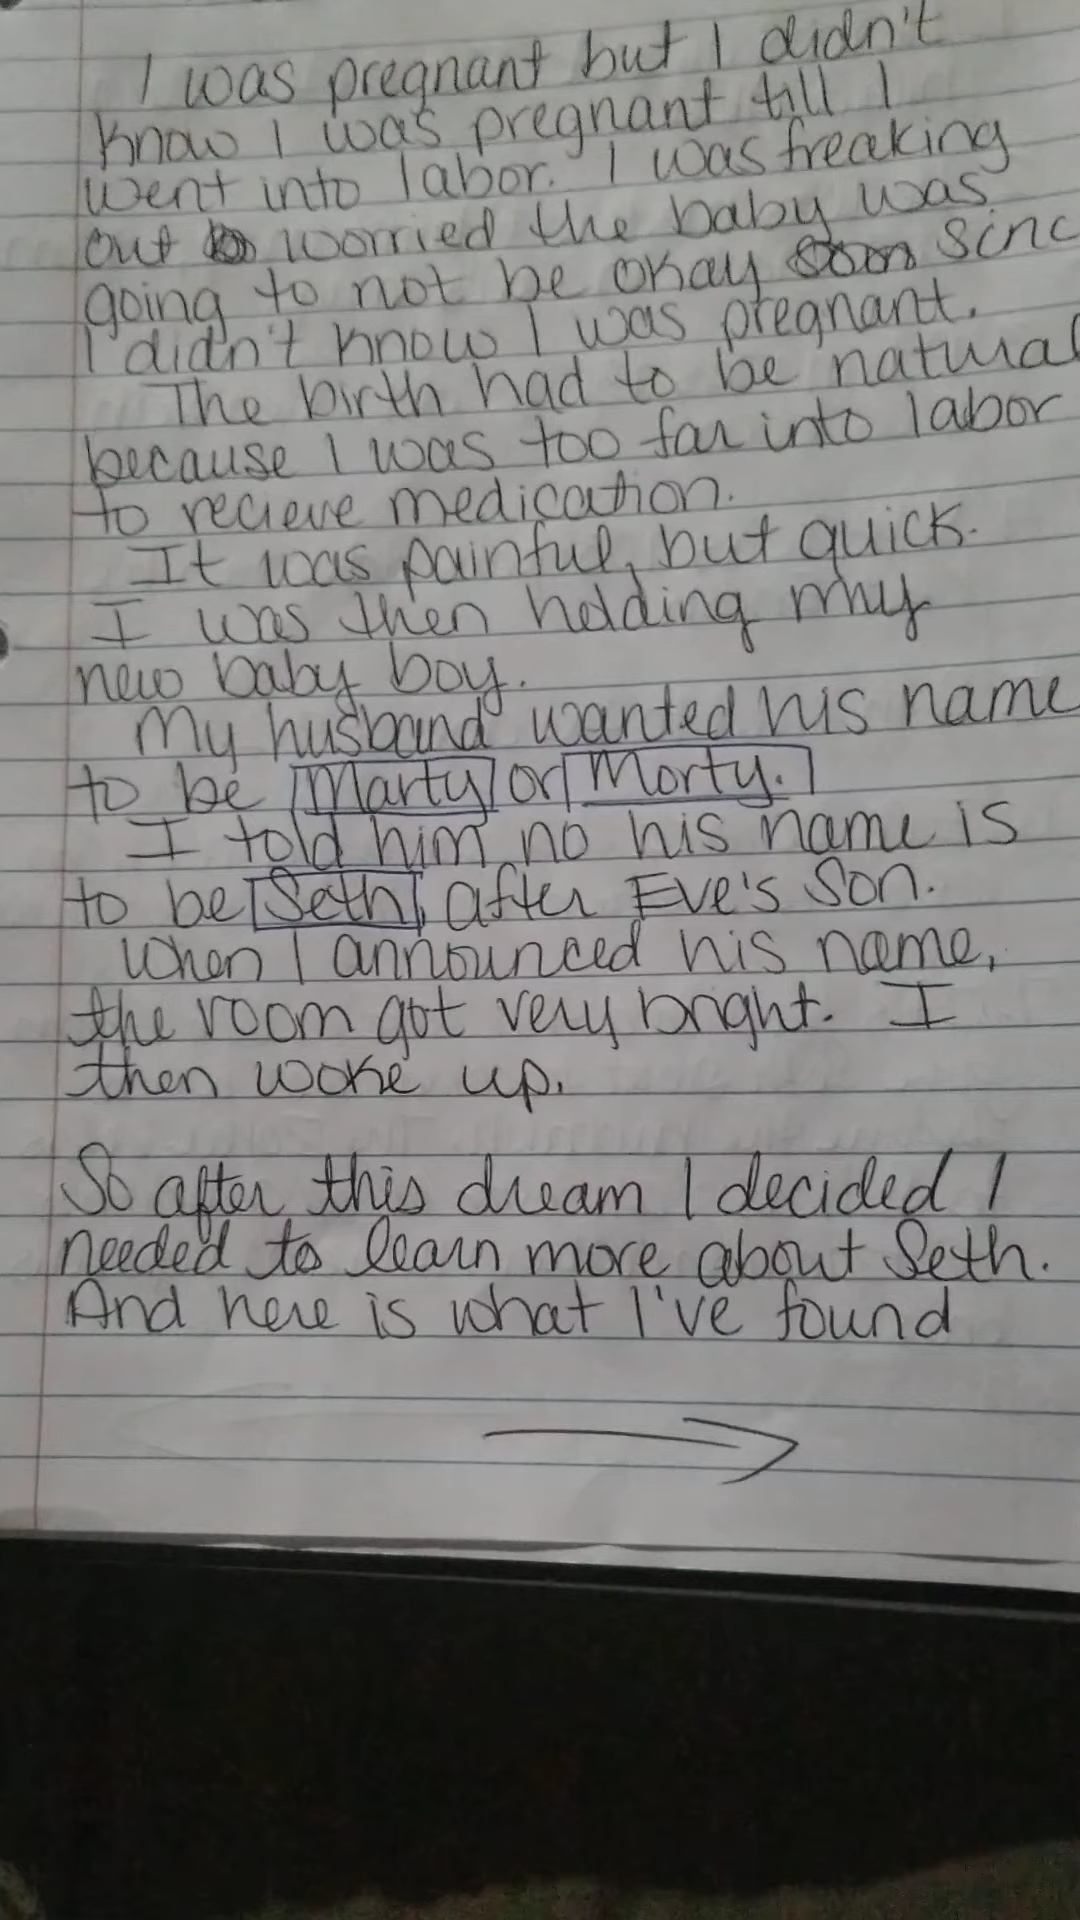 I was pregnant but I didn't
know I was pregnant till I
went into labor. I was freaking
out worried the baby was
going to not be okay sinc
I didn't know I was pregnant.
The birth had to be natural
because I was too far into labor
to recieve medication.
It was painful, but quick.
I was then holding my
new baby boy.
My husband wanted his name
to be Marty or Morty.
I told him no his name is
to be Seth, after Eve's son.
When I announced his name,
the room got very bright. I
then woke up.
So after this dream I decided I
needed to learn more about Seth.
And here is what I've found